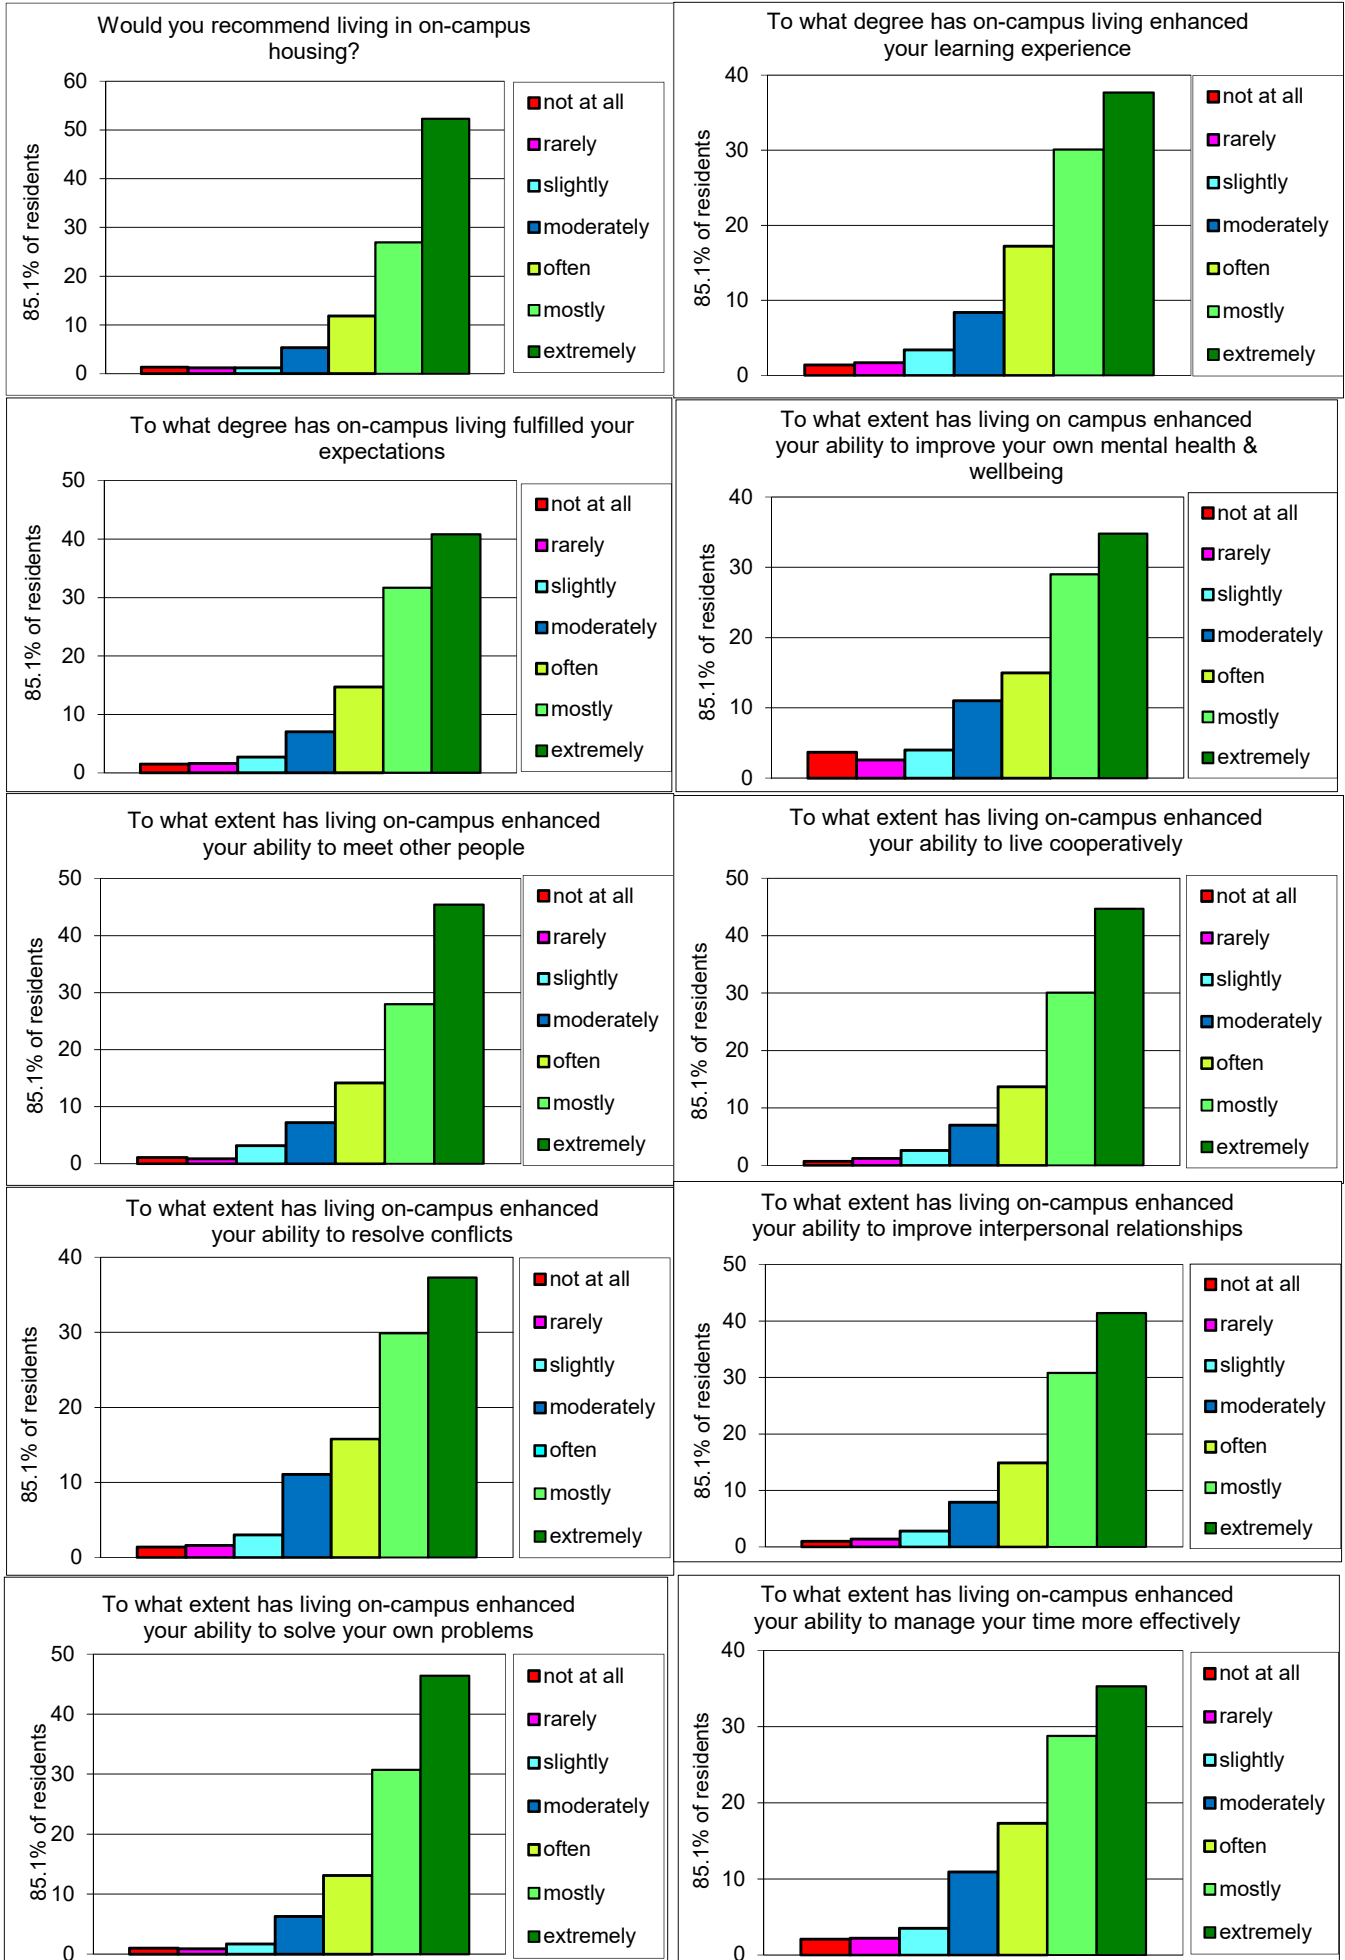 Would you recommend living in on-campus
housing?
60
50
40
30
20
10
0
85.1% of residents
not at all
rarely
slightly
moderately
often
mostly
extremely
To what degree has on-campus living enhanced
your learning experience
40
30
20
10
0
85.1% of residents
not at all
rarely
slightly
moderately
often
mostly
extremely
To what degree has on-campus living fulfilled your
expectations
50
40
30
20
10
0
85.1% of residents
not at all
rarely
slightly
moderately
often
mostly
extremely
To what extent has living on campus enhanced
your ability to improve your own mental health &
wellbeing
40
30
20
10
0
85.1% of residents
not at all
rarely
slightly
moderately
often
mostly
extremely
To what extent has living on-campus enhanced
your ability to meet other people
50
40
30
20
10
0
85.1% of residents
not at all
rarely
slightly
moderately
often
mostly
extremely
To what extent has living on-campus enhanced
your ability to live cooperatively
50
40
30
20
10
0
85.1% of residents
not at all
rarely
slightly
moderately
often
mostly
extremely
To what extent has living on-campus enhanced
your ability to resolve conflicts
40
30
20
10
0
85.1% of residents
not at all
rarely
slightly
moderately
often
mostly
extremely
To what extent has living on-campus enhanced
your ability to improve interpersonal relationships
50
40
30
20
10
0
85.1% of residents
not at all
rarely
slightly
moderately
often
mostly
extremely
To what extent has living on-campus enhanced
your ability to solve your own problems
50
40
30
20
10
0
85.1% of residents
not at all
rarely
slightly
moderately
often
mostly
extremely
To what extent has living on-campus enhanced
your ability to manage your time more effectively
40
30
20
10
0
85.1% of residents
not at all
rarely
slightly
moderately
often
mostly
extremely